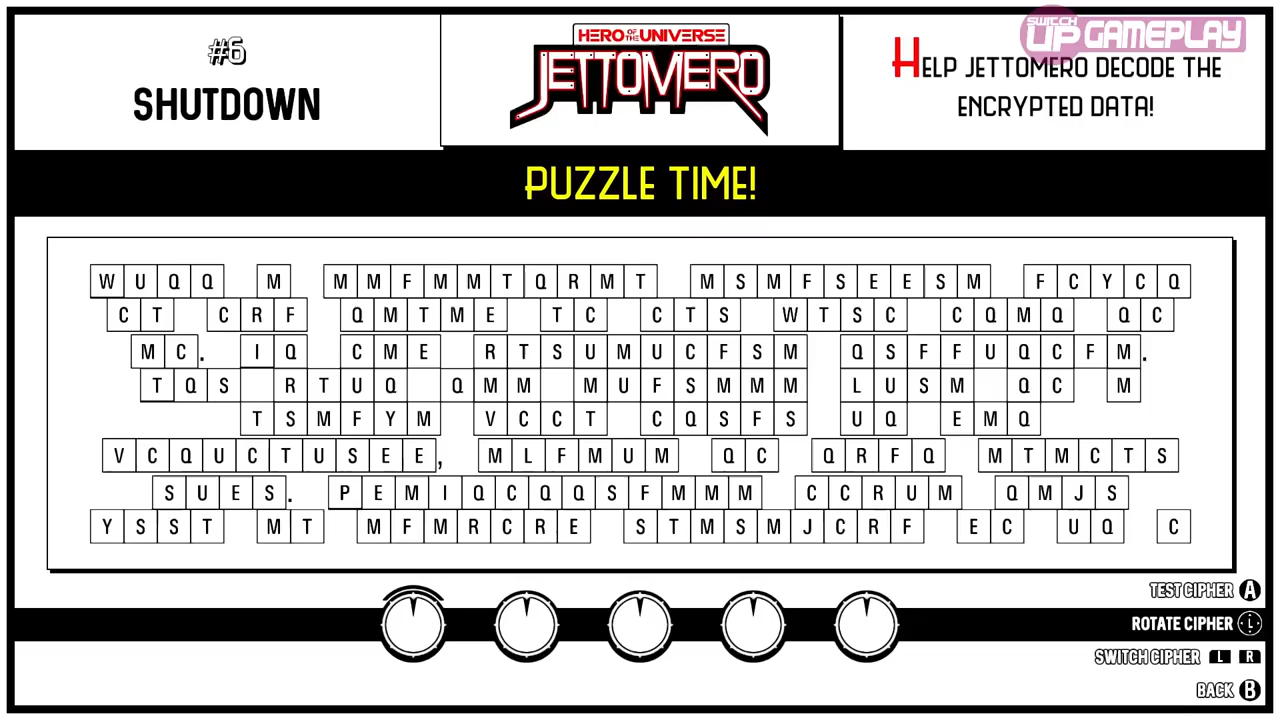 #6
SHUTDOWN
HERO OF THE UNIVERSE
JETTOMERO
SWITCH UP GAMEPLAY
HELP JETTOMERO DECODE THE
ENCRYPTED DATA!
PUZZLE TIME!
WUQQ M MMFMMTQRMT MSMFSEESM FCYCQ
CT CRF QMTME TC CTS WTSC CQMQ QC
MC. IQ CME RTSUMUCFSM QSFFUQCFM.
TQS RTUQ QMM MUFSMMM LUSM QC M
TSMFYM VCCT CQSFS UQ EMQ
VCQUCTUSEE, MLFMUM QC QRFQ MTMCTS
SUES. PEMIQCQQSFMMM CCRUM QMJS
YSST MT MFMRCRE STMSMJCRF EC UQ C
TEST CIPHER A
ROTATE CIPHER L
SWITCH CIPHER L R
BACK B